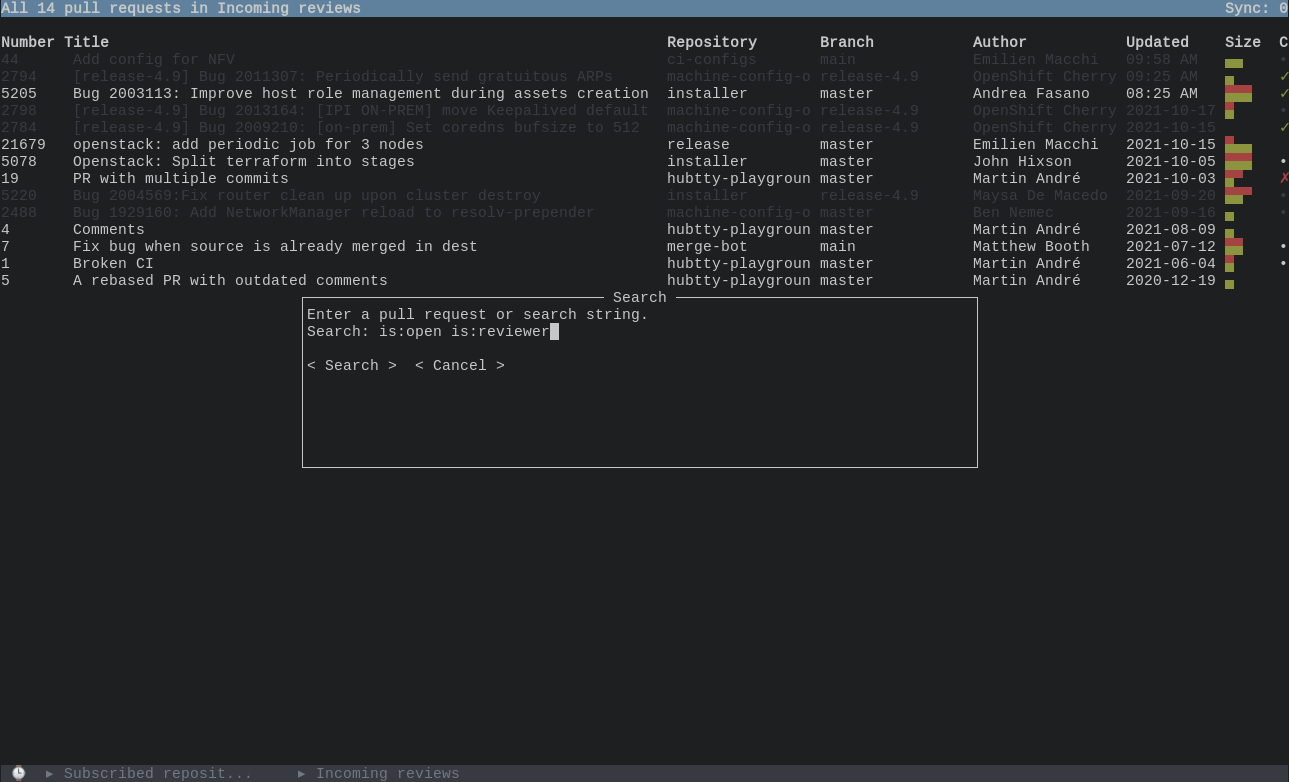 All 14 pull requests in Incoming reviews Sync: 0
Number Title Repository Branch Author Updated Size C
44 Add config for NFV ci-configs main Emilien Macchi 09:58 AM •
2794 [release-4.9] Bug 2011307: Periodically send gratuitous ARPs machine-config-o release-4.9 OpenShift Cherry 09:25 AM ✓
5205 Bug 2003113: Improve host role management during assets creation installer master Andrea Fasano 08:25 AM ✓
2798 [release-4.9] Bug 2013164: [IPI ON-PREM] move Keepalived default machine-config-o release-4.9 OpenShift Cherry 2021-10-17 •
2784 [release-4.9] Bug 2009210: [on-prem] Set coredns bufsize to 512 machine-config-o release-4.9 OpenShift Cherry 2021-10-15 ✓
21679 openstack: add periodic job for 3 nodes release master Emilien Macchi 2021-10-15
5078 Openstack: Split terraform into stages installer master John Hixson 2021-10-05 •
19 PR with multiple commits hubtty-playgroun master Martin André 2021-10-03 ✗
5220 Bug 2004569:Fix router clean up upon cluster destroy installer release-4.9 Maysa De Macedo 2021-09-20 •
2488 Bug 1929160: Add NetworkManager reload to resolv-prepender machine-config-o master Ben Nemec 2021-09-16 •
4 Comments hubtty-playgroun master Martin André 2021-08-09
7 Fix bug when source is already merged in dest merge-bot main Matthew Booth 2021-07-12 •
1 Broken CI hubtty-playgroun master Martin André 2021-06-04 •
5 A rebased PR with outdated comments hubtty-playgroun master Martin André 2020-12-19
Search
Enter a pull request or search string.
Search: is:open is:reviewer
< Search > < Cancel >
▸ Subscribed reposit... ▸ Incoming reviews